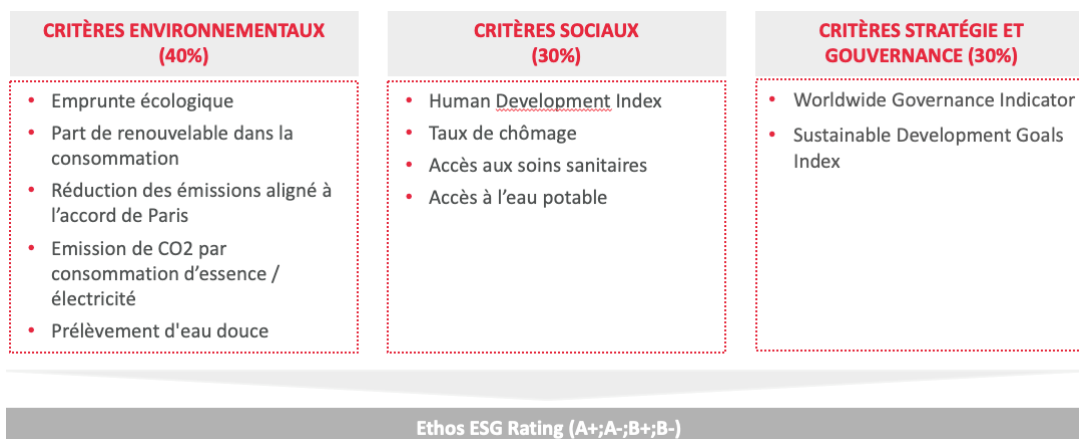 CRITÈRES ENVIRONNEMENTAUX
(40%)
• Emprunte écologique
• Part de renouvelable dans la
consommation
• Réduction des émissions aligné à
l’accord de Paris
• Emission de CO2 par
consommation d’essence /
électricité
• Prélèvement d'eau douce
CRITÈRES SOCIAUX
(30%)
• Human Development Index
• Taux de chômage
• Accès aux soins sanitaires
• Accès à l’eau potable
CRITÈRES STRATÉGIE ET
GOUVERNANCE (30%)
• Worldwide Governance Indicator
• Sustainable Development Goals
Index
Ethos ESG Rating (A+;A-;B+;B-)